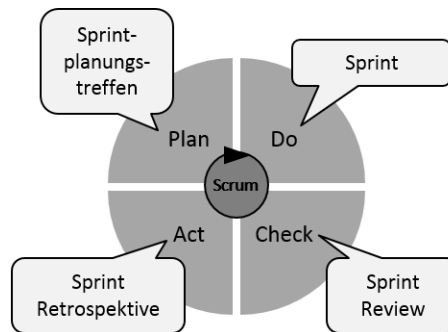 Sprint-
planungs-
treffen
Sprint
Plan
Do
Scrum
Act
Check
Sprint
Retrospektive
Sprint
Review